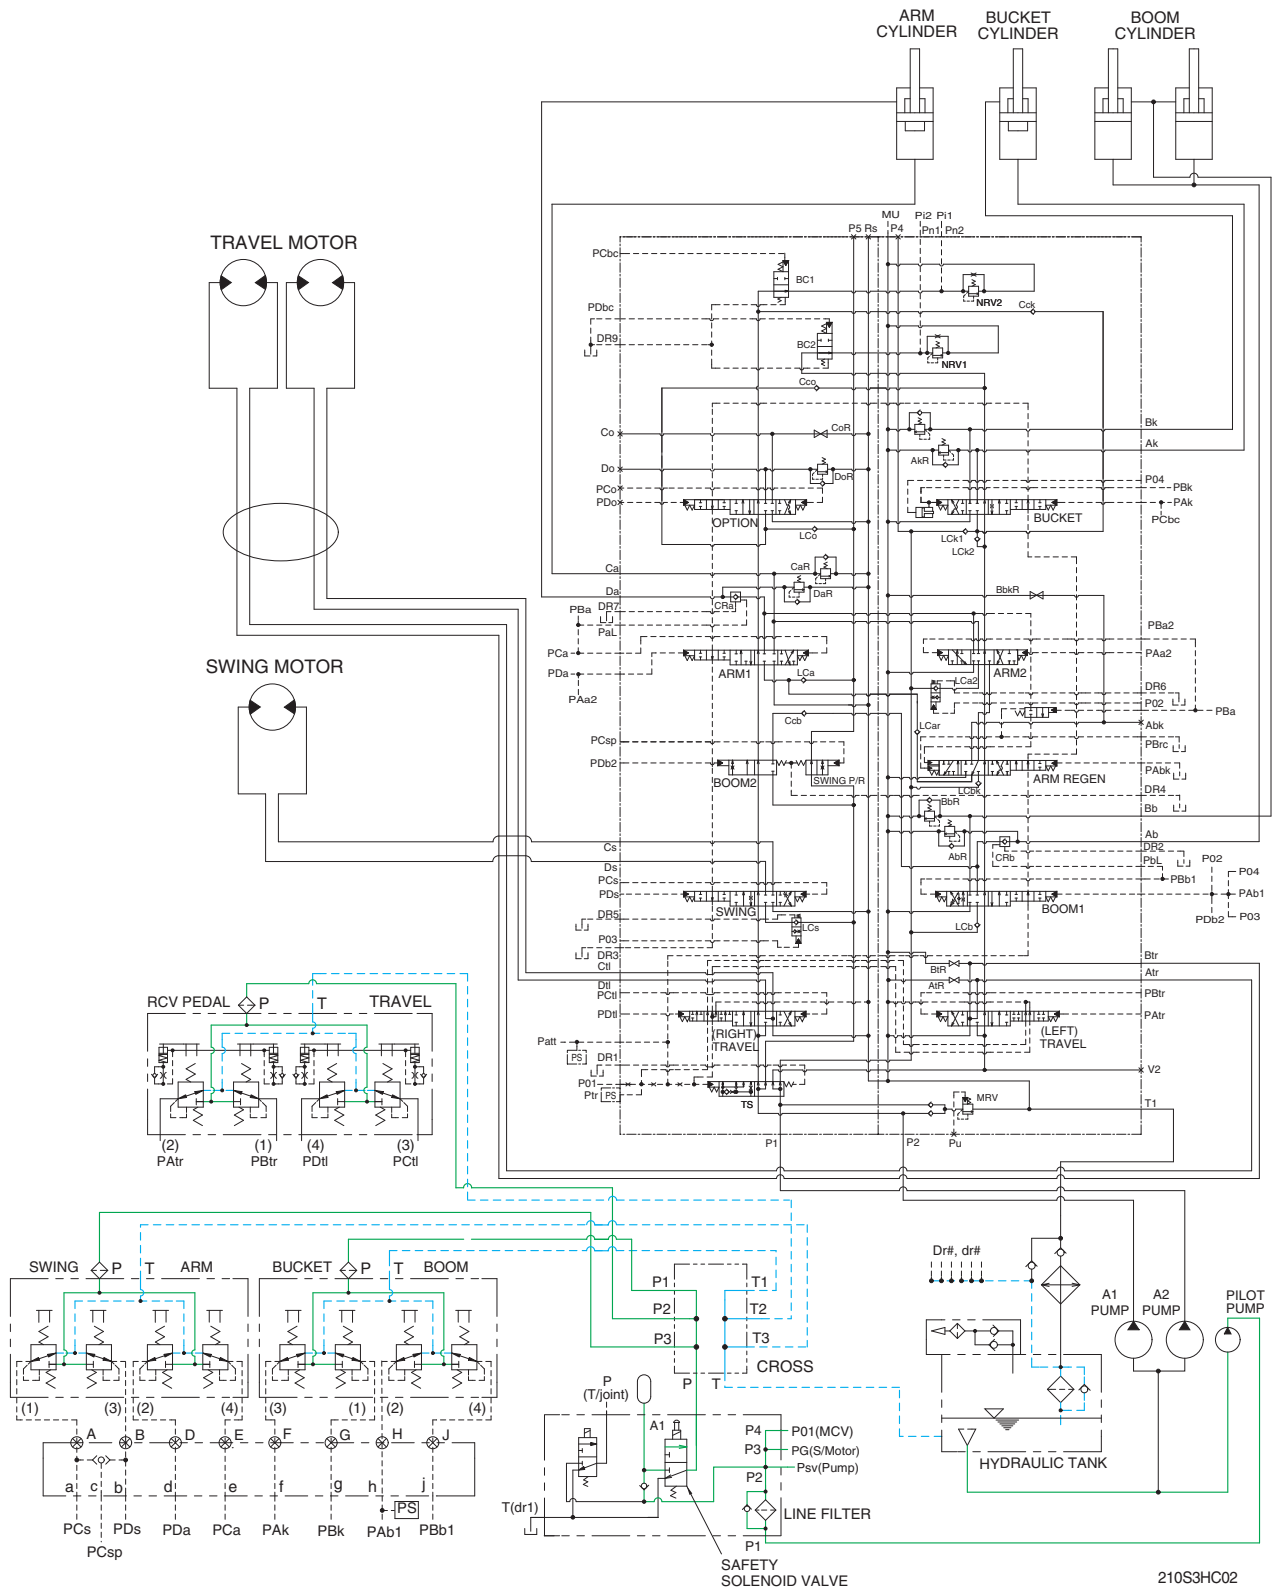 ARM
CYLINDER
BUCKET
CYLINDER
BOOM
CYLINDER
TRAVEL MOTOR
SWING MOTOR
MU
Pi2 Pi1
P5 Rs P4 Pn1 Pn2
PCbc
BC1
NRV2
Cck
PDbc
DR9
BC2
NRV1
Cco
Co
CoR
Bk
Ak
AkR
Do
DoR
P04
PCo
PBk
PDo
PAk
OPTION
BUCKET
PCbc
LCo
LCk1
LCk2
Ca
CaR
Da
DaR
BbkR
PBa
DR7
CRa
PaL
PBa2
PCa
PAa2
PDa
ARM1
ARM2
PAa2
LCa
LCa2
DR6
P02
PBa
Ccb
LCar
Abk
PCsp
PBrc
PDb2
PAbk
BOOM2
SWING P/R
ARM REGEN
LCbk
DR4
BbR
Bb
Ab
Cs
AbR
CRb
DR2
Ds
PbL
P02
PCs
PBb1
P04
PDs
PAb1
SWING
BOOM1
DR5
LCs
LCb
PDb2
P03
P03
DR3
Ctl
BtR
Btr
Atr
AtR
Dtl
PCtl
PBtr
PDtl
PAtr
(RIGHT)
TRAVEL
(LEFT)
TRAVEL
Patt
PS
DR1
V2
P01
Ptr
PS
TS
MRV
T1
P1
P2
Pu
RCV PEDAL
P
T
TRAVEL
(2)
(1)
(4)
(3)
PAtr
PBtr
PDtl
PCtl
SWING
P
T
ARM
BUCKET
P
T
BOOM
P1
T1
P2
T2
P3
T3
CROSS
P
T
Dr#, dr#
A1
PUMP
A2
PUMP
PILOT
PUMP
HYDRAULIC TANK
(1)
(3)
(2)
(4)
(3)
(1)
(2)
(4)
A
B
D
E
F
G
H
J
a
c
b
d
e
f
g
h
j
PS
PCs
PDs
PDa
PCa
PAk
PBk
PAb1
PBb1
PCsp
P
(T/joint)
A1
P4
P01(MCV)
P3
PG(S/Motor)
Psv(Pump)
P2
T(dr1)
LINE FILTER
P1
SAFETY
SOLENOID VALVE
210S3HC02